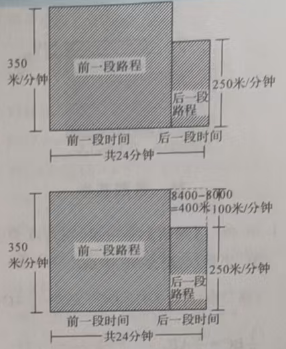 350
米/分钟
前一段路程
后一段
路程
250米/分钟
前一段时间 后一段时间
共24分钟
350
米/分钟
前一段路程
8400-8000
=400米
100米/分钟
后一段
路程
250米/分钟
前一段时间 后一段时间
共24分钟